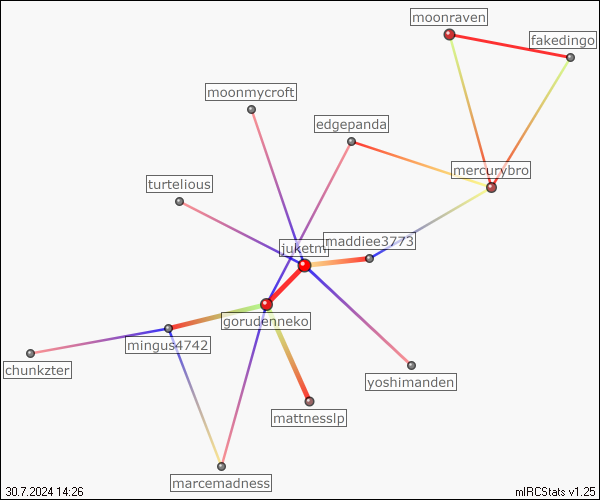 moonraven
fakedingo
moonmycroft
edgepanda
mercurybro
turtelious
maddiee3773
juketm
gorudenneko
mingus4742
chunkzter
yoshimanden
mattnesslp
marcemadness
30.7.2024 14:26
mIRCStats v1.25